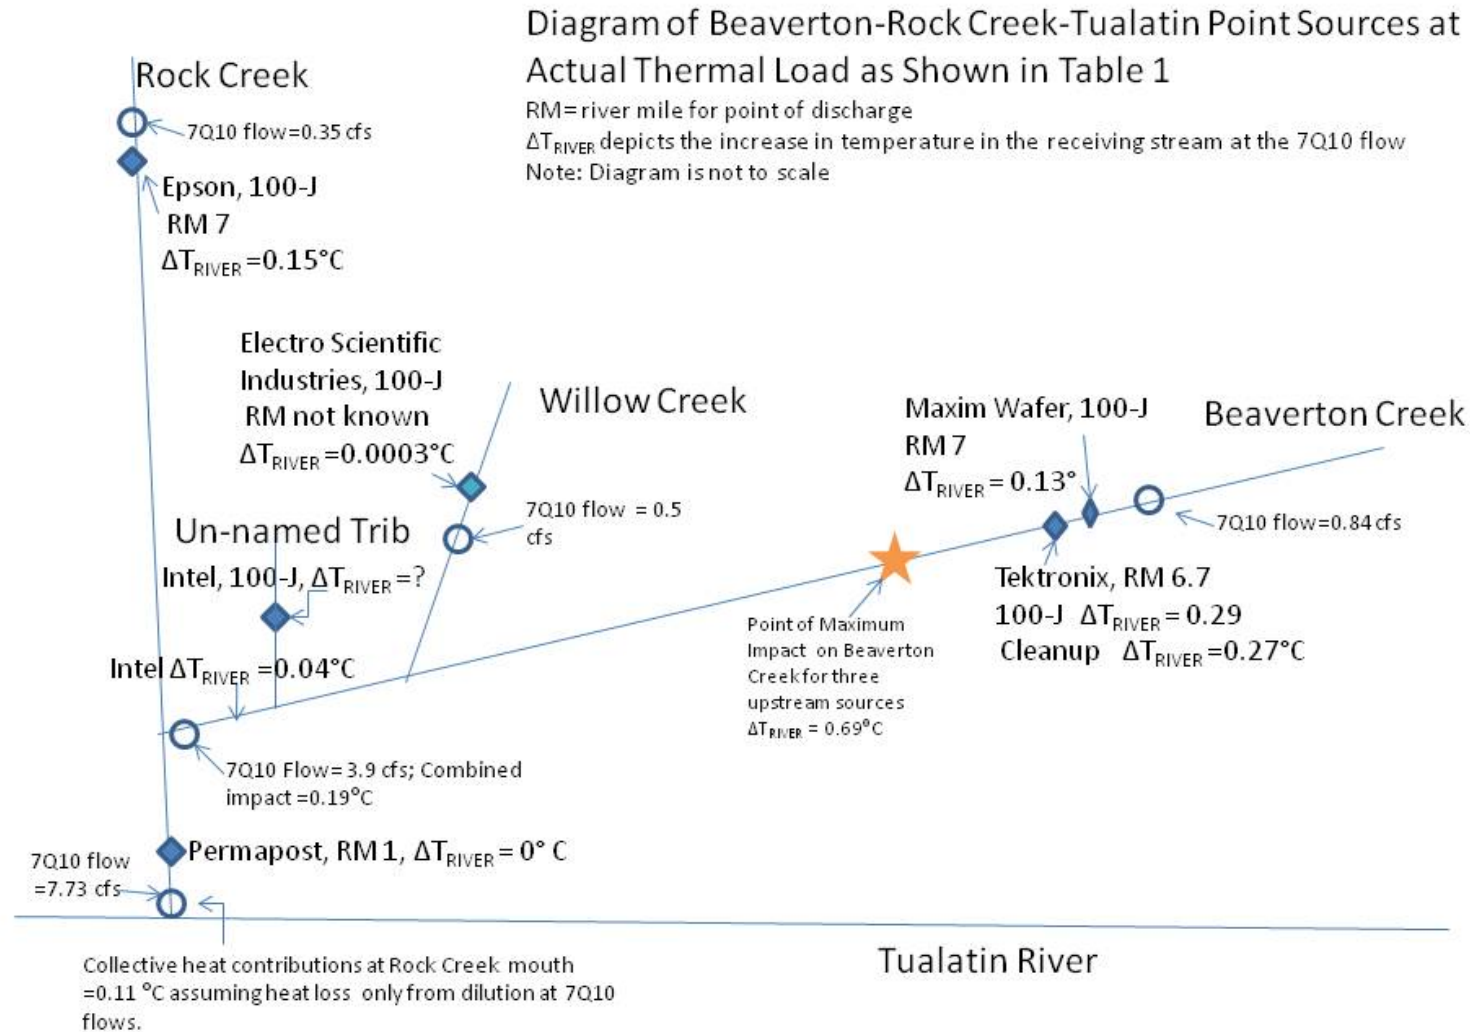 Diagram of Beaverton-Rock Creek-Tualatin Point Sources at
Actual Thermal Load as Shown in Table 1
RM= river mile for point of discharge
ΔTRIVER depicts the increase in temperature in the receiving stream at the 7Q10 flow
Note: Diagram is not to scale
Rock Creek
7Q10 flow=0.35 cfs
Epson, 100-J
RM 7
ΔTRIVER =0.15°C
Electro Scientific
Industries, 100-J
RM not known
ΔTRIVER =0.0003°C
Willow Creek
7Q10 flow = 0.5
cfs
Maxim Wafer, 100-J
RM 7
ΔTRIVER = 0.13°
Beaverton Creek
7Q10 flow=0.84 cfs
Un-named Trib
Intel, 100-J, ΔTRIVER =?
Intel ΔTRIVER =0.04°C
Tektronix, RM 6.7
100-J ΔTRIVER = 0.29
Cleanup ΔTRIVER =0.27°C
Point of Maximum
Impact on Beaverton
Creek for three
upstream sources
ΔTRIVER = 0.69°C
7Q10 Flow= 3.9 cfs; Combined
impact =0.19°C
Permapost, RM 1, ΔTRIVER = 0° C
7Q10 flow
=7.73 cfs
Tualatin River
Collective heat contributions at Rock Creek mouth
=0.11 °C assuming heat loss only from dilution at 7Q10
flows.